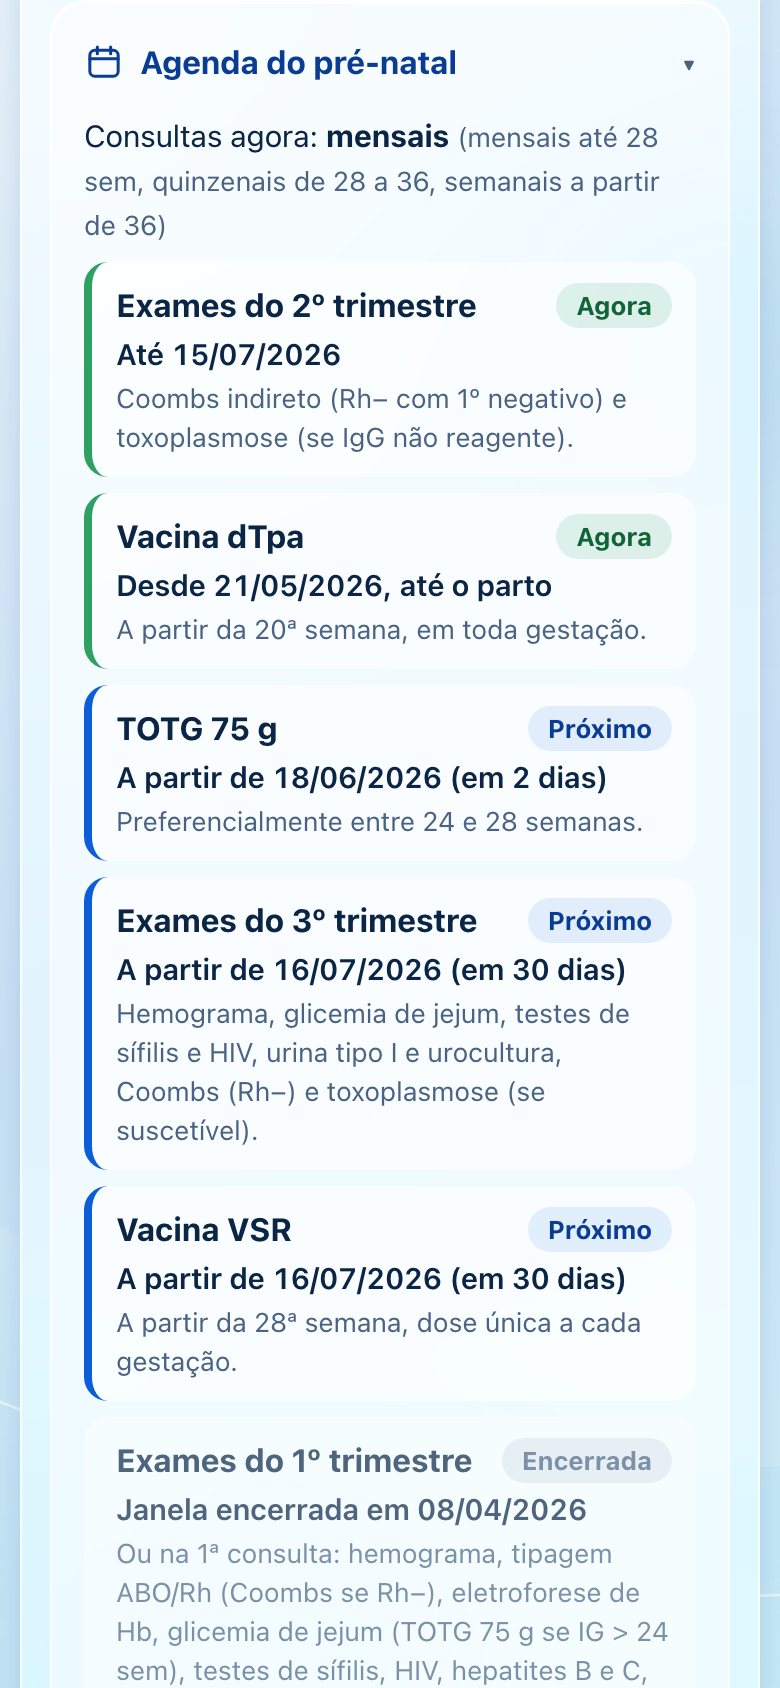 Agenda do pré-natal
Consultas agora: mensais (mensais até 28
sem, quinzenais de 28 a 36, semanais a partir
de 36)
Exames do 2º trimestre
Agora
Até 15/07/2026
Coombs indireto (Rh− com 1º negativo) e
toxoplasmose (se IgG não reagente).
Vacina dTpa
Agora
Desde 21/05/2026, até o parto
A partir da 20ª semana, em toda gestação.
TOTG 75 g
Próximo
A partir de 18/06/2026 (em 2 dias)
Preferencialmente entre 24 e 28 semanas.
Exames do 3º trimestre
Próximo
A partir de 16/07/2026 (em 30 dias)
Hemograma, glicemia de jejum, testes de
sífilis e HIV, urina tipo I e urocultura,
Coombs (Rh−) e toxoplasmose (se
suscetível).
Vacina VSR
Próximo
A partir de 16/07/2026 (em 30 dias)
A partir da 28ª semana, dose única a cada
gestação.
Exames do 1º trimestre
Encerrada
Janela encerrada em 08/04/2026
Ou na 1ª consulta: hemograma, tipagem
ABO/Rh (Coombs se Rh−), eletroforese de
Hb, glicemia de jejum (TOTG 75 g se IG > 24
sem), testes de sífilis, HIV, hepatites B e C,